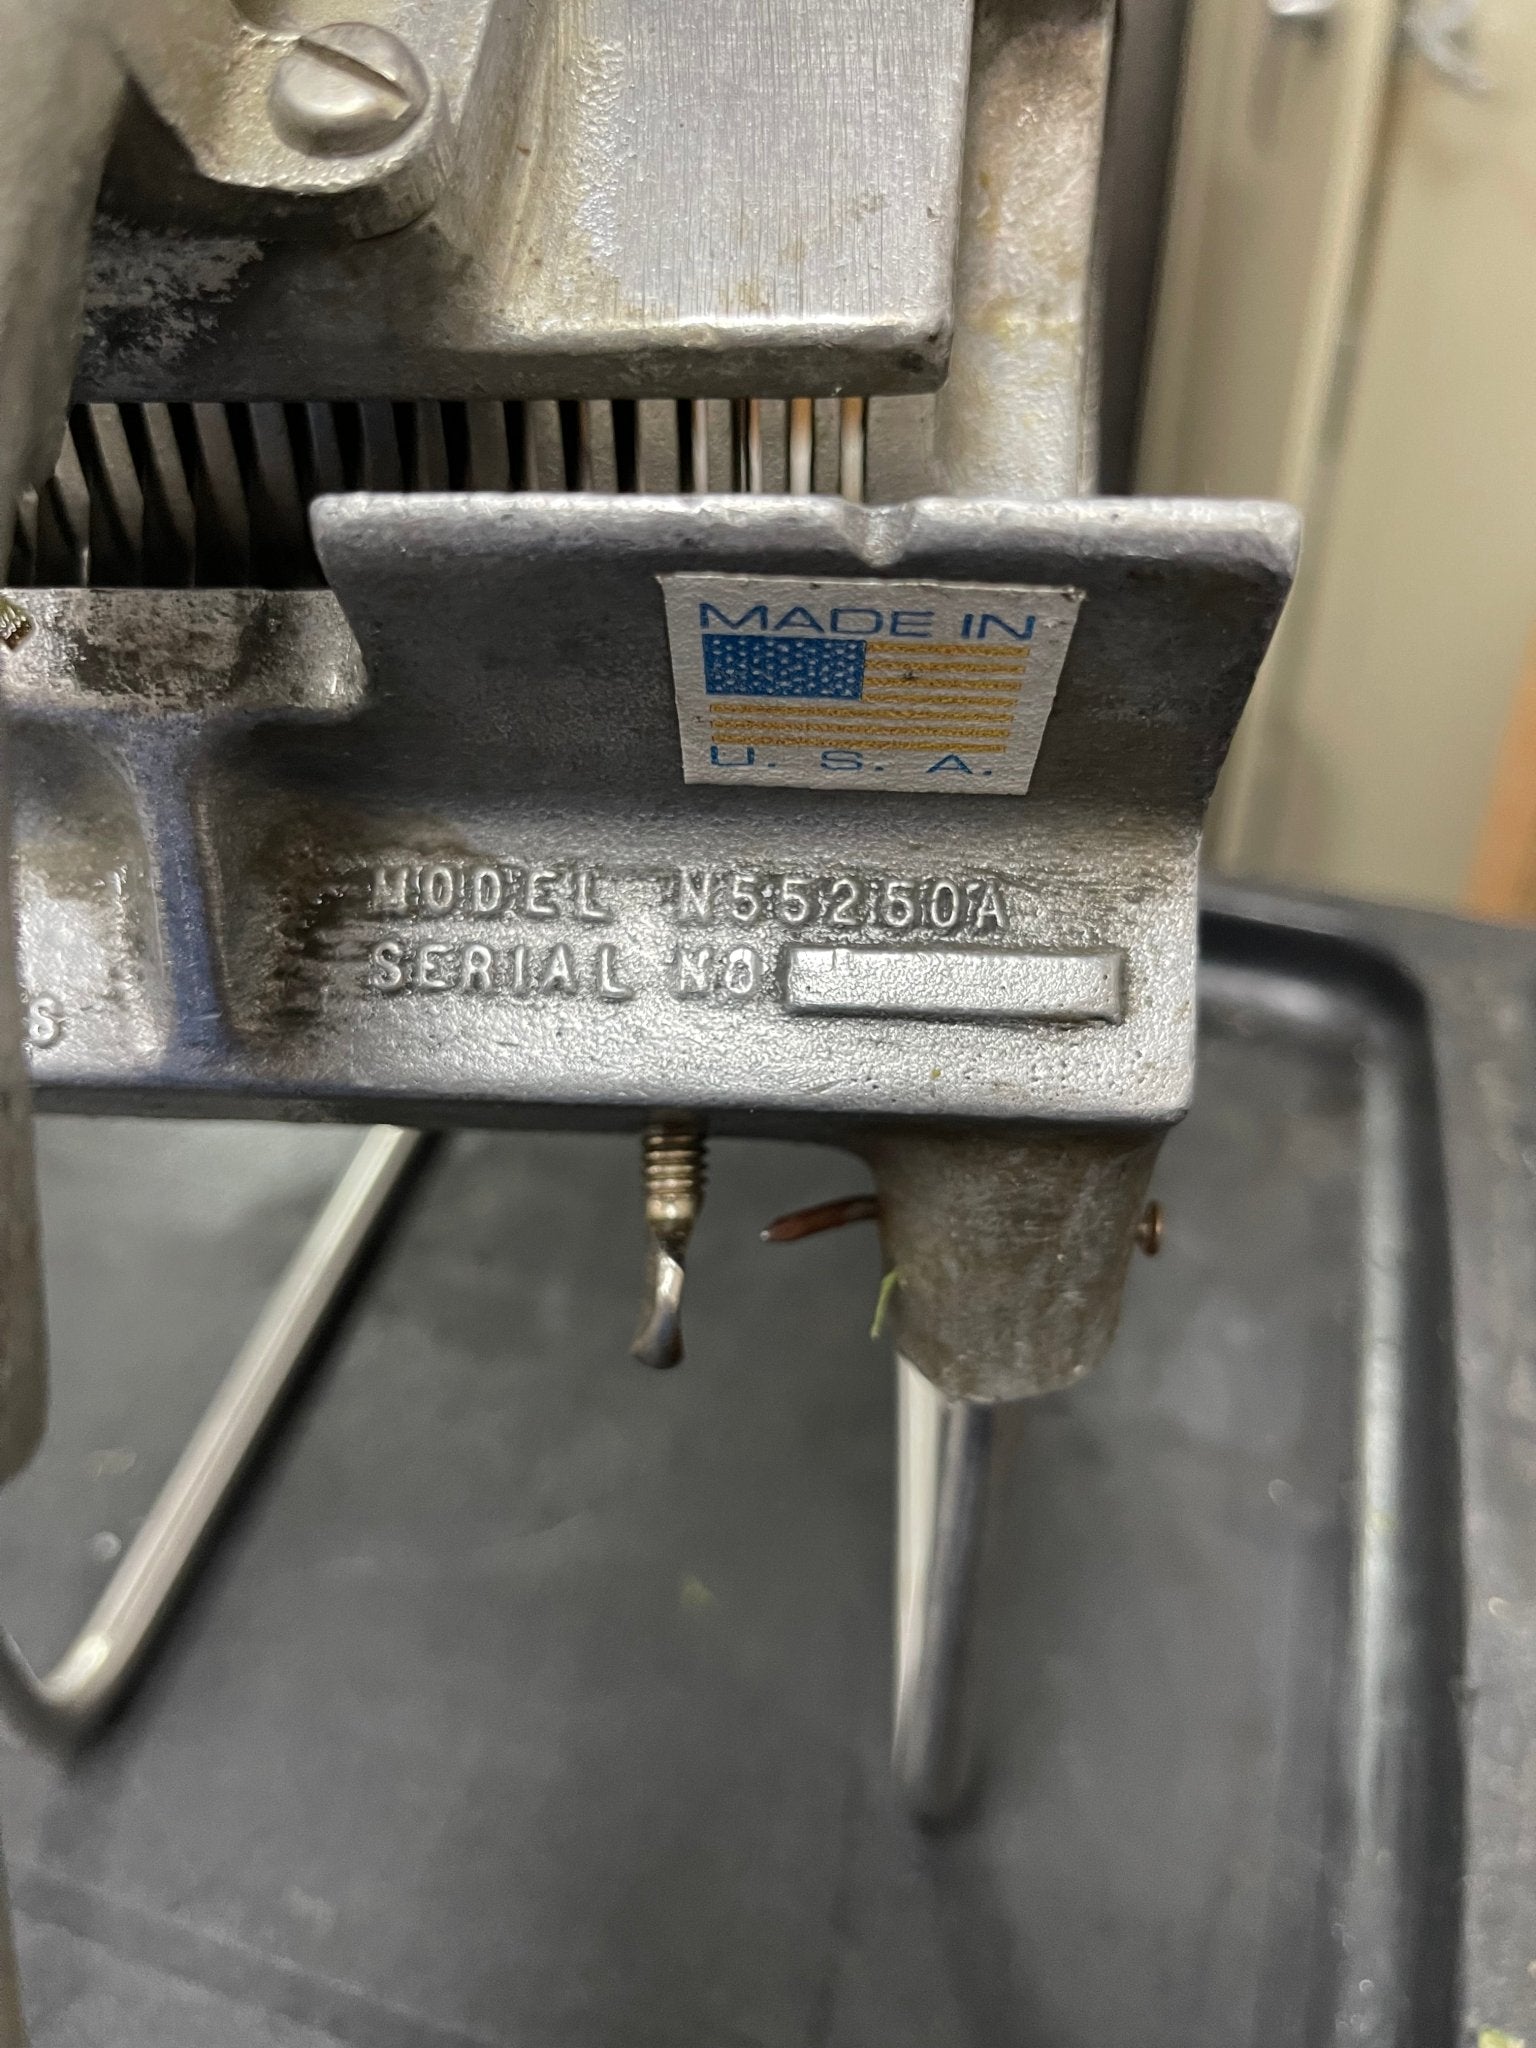 MADE IN
U. S. A.
MODEL N55250A
SERIAL NO
S